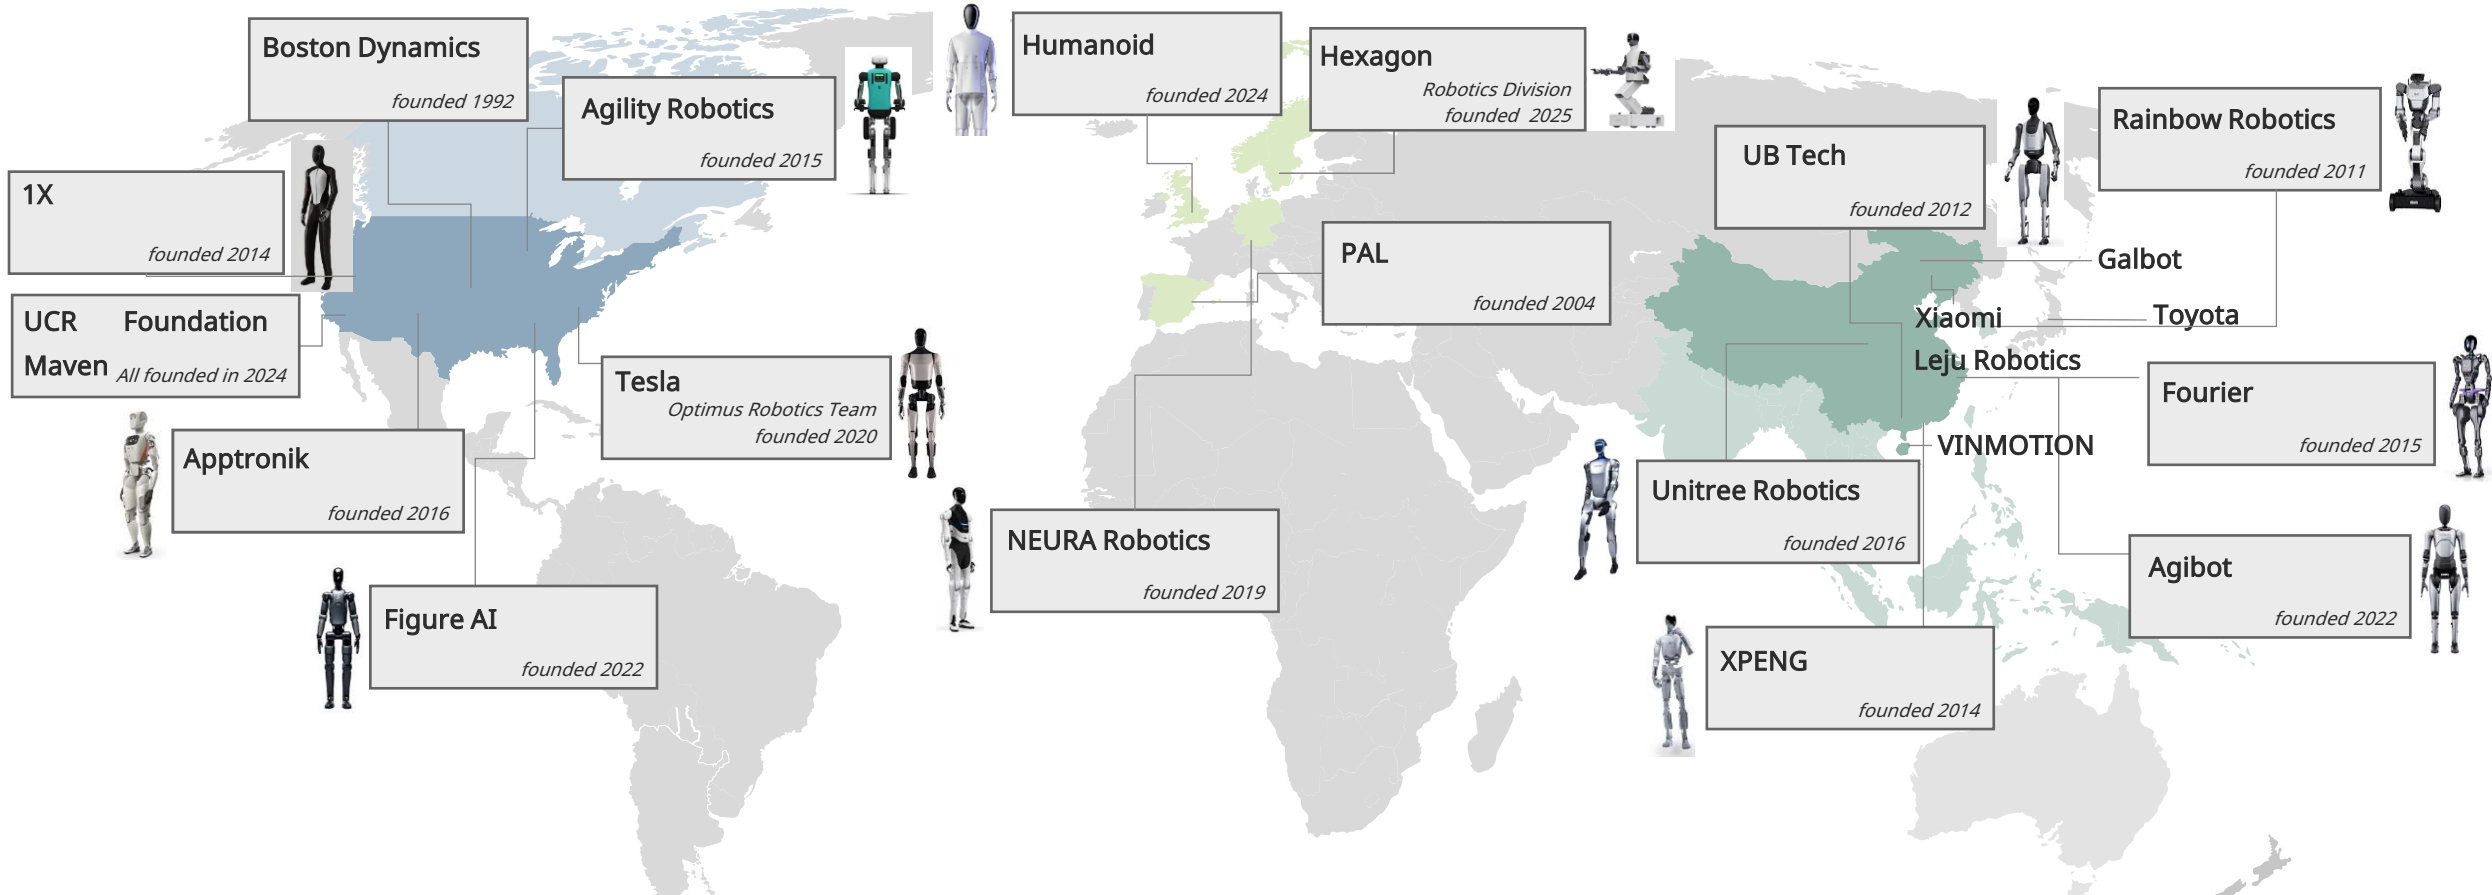 Boston Dynamics
founded 1992
Agility Robotics
founded 2015
1X
founded 2014
UCR Foundation
Maven All founded in 2024
Apptronik
founded 2016
Figure AI
founded 2022
Tesla
Optimus Robotics Team
founded 2020
Humanoid
founded 2024
Hexagon
Robotics Division
founded 2025
PAL
founded 2004
NEURA Robotics
founded 2019
UB Tech
founded 2012
Rainbow Robotics
founded 2011
Galbot
Xiaomi
Toyota
Leju Robotics
Fourier
founded 2015
VINMOTION
Unitree Robotics
founded 2016
Agibot
founded 2022
XPENG
founded 2014